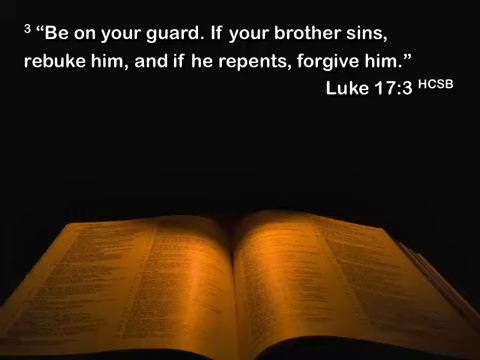 3 “Be on your guard. If your brother sins,
rebuke him, and if he repents, forgive him.”
Luke 17:3 HCSB